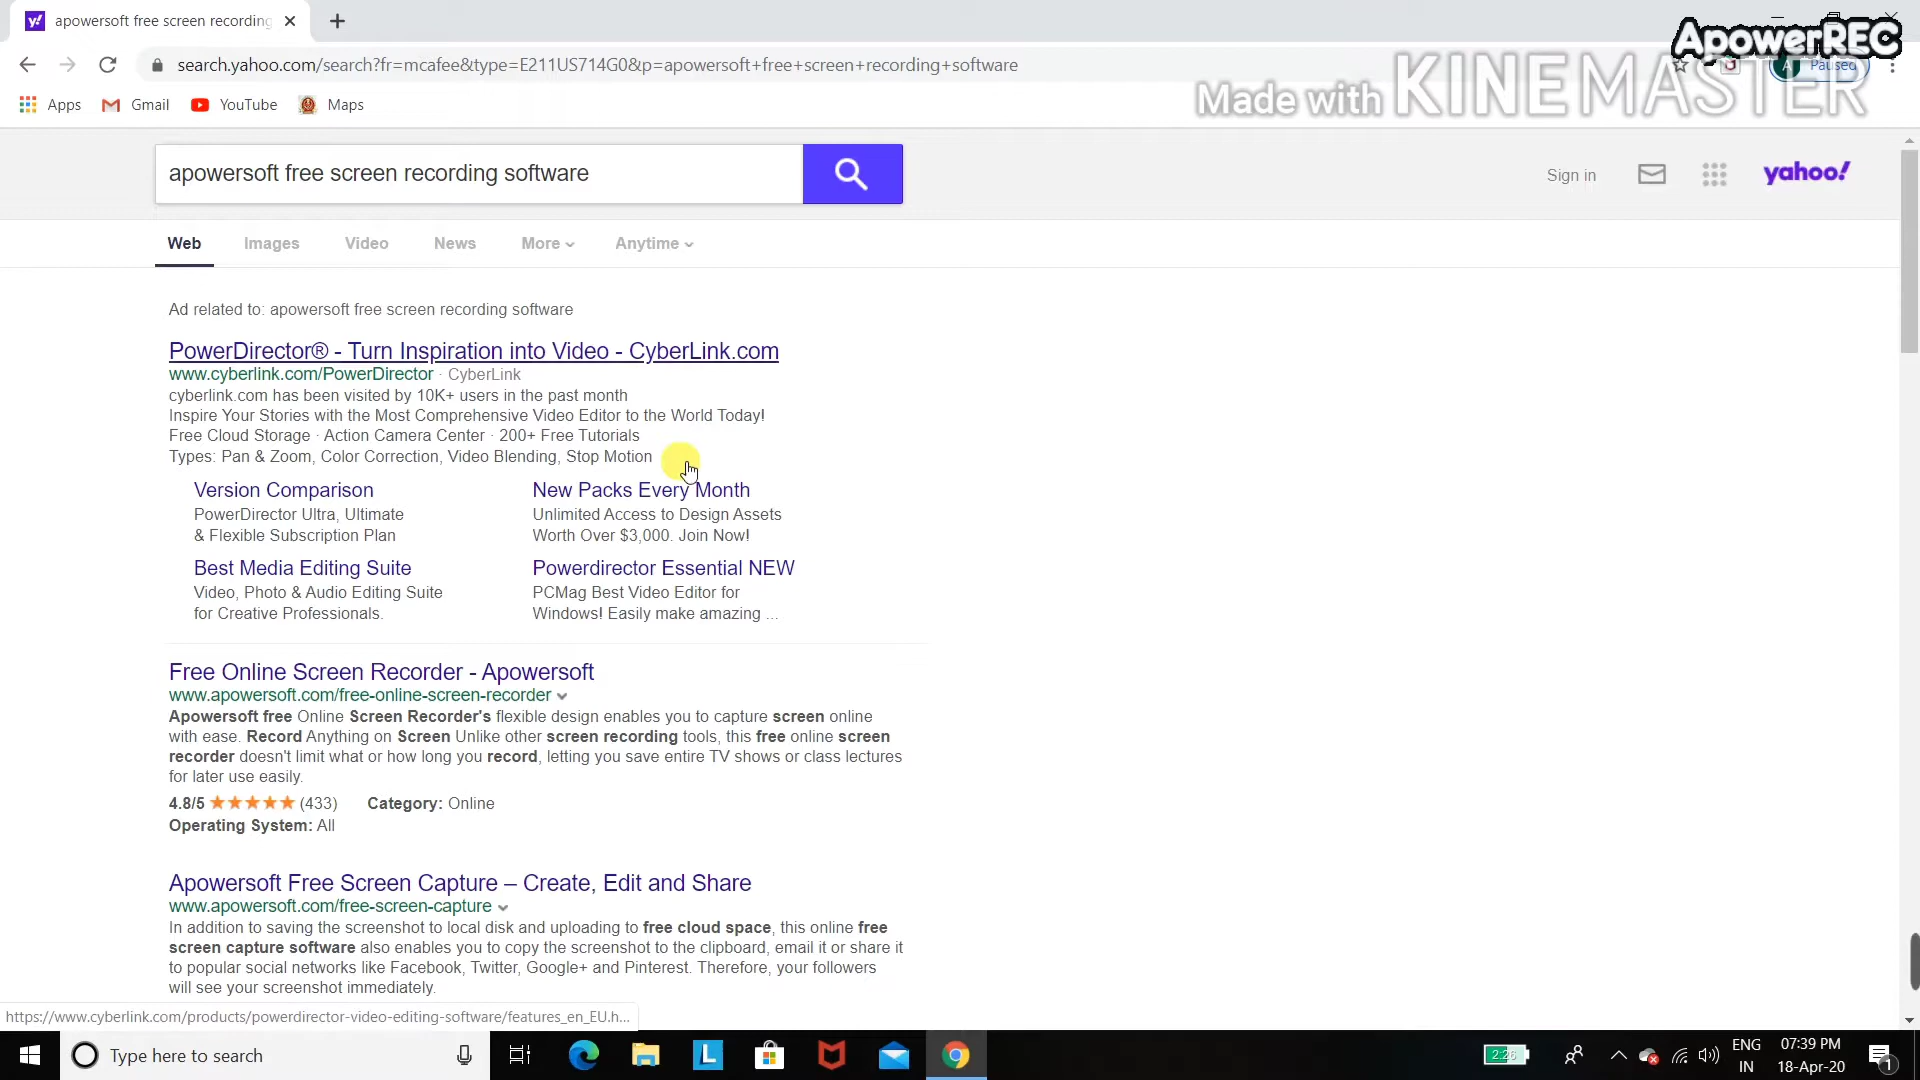 apowersoft free screen recording
ApowerREC
search.yahoo.com/search?fr=mcafee&type=E211US714G0&p=apowersoft+free+screen+recording+software
A Paused
Apps Gmail YouTube Maps
Made with KINEMASTER
apowersoft free screen recording software
Sign in
yahoo!
Web Images Video News More Anytime
Ad related to: apowersoft free screen recording software
PowerDirector® - Turn Inspiration into Video - CyberLink.com
www.cyberlink.com/PowerDirector · CyberLink
cyberlink.com has been visited by 10K+ users in the past month
Inspire Your Stories with the Most Comprehensive Video Editor to the World Today!
Free Cloud Storage · Action Camera Center · 200+ Free Tutorials
Types: Pan & Zoom, Color Correction, Video Blending, Stop Motion
Version Comparison
PowerDirector Ultra, Ultimate
& Flexible Subscription Plan
New Packs Every Month
Unlimited Access to Design Assets
Worth Over $3,000. Join Now!
Best Media Editing Suite
Video, Photo & Audio Editing Suite
for Creative Professionals.
Powerdirector Essential NEW
PCMag Best Video Editor for
Windows! Easily make amazing ...
Free Online Screen Recorder - Apowersoft
www.apowersoft.com/free-online-screen-recorder
Apowersoft free Online Screen Recorder's flexible design enables you to capture screen online
with ease. Record Anything on Screen Unlike other screen recording tools, this free online screen
recorder doesn't limit what or how long you record, letting you save entire TV shows or class lectures
for later use easily.
4.8/5 (433) Category: Online
Operating System: All
Apowersoft Free Screen Capture – Create, Edit and Share
www.apowersoft.com/free-screen-capture
In addition to saving the screenshot to local disk and uploading to free cloud space, this online free
screen capture software also enables you to copy the screenshot to the clipboard, email it or share it
to popular social networks like Facebook, Twitter, Google+ and Pinterest. Therefore, your followers
will see your screenshot immediately.
https://www.cyberlink.com/products/powerdirector-video-editing-software/features_en_EU.h...
Type here to search
2:26
ENG
IN
07:39 PM
18-Apr-20
1